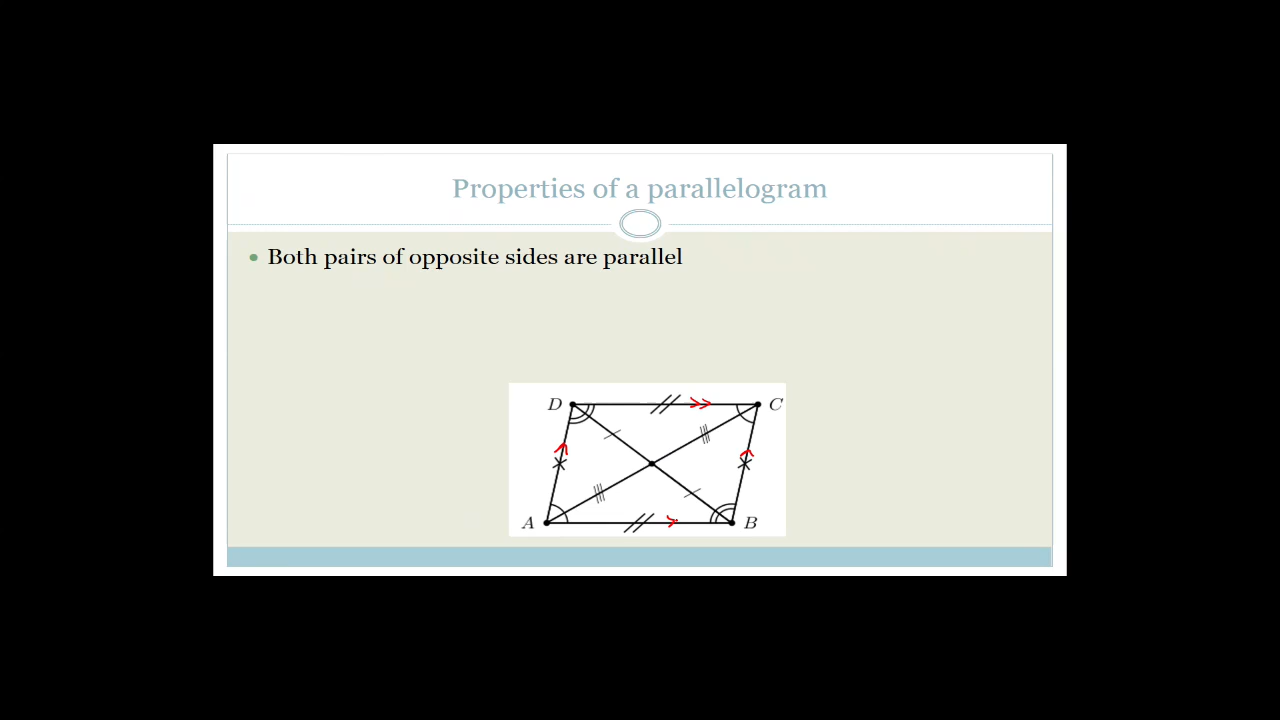 Properties of a parallelogram
• Both pairs of opposite sides are parallel
D C
A B